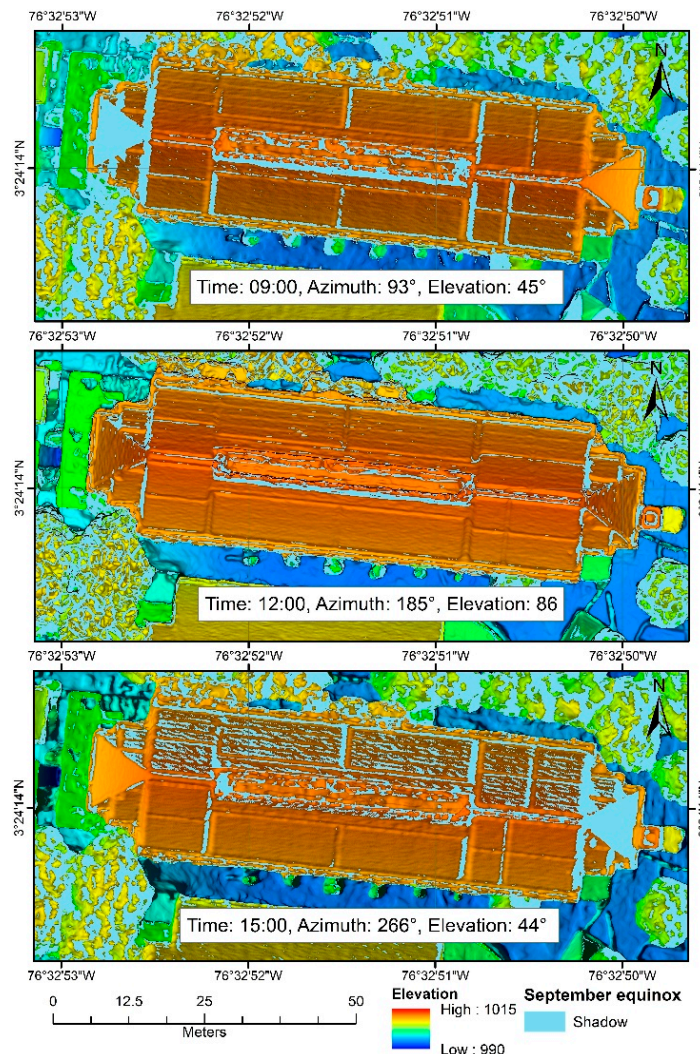 76°32'53"W 76°32'52"W 76°32'51"W 76°32'50"W
N
3°24'14"N
Time: 09:00, Azimuth: 93°, Elevation: 45°
76°32'53"W 76°32'52"W 76°32'51"W 76°32'50"W
N
3°24'14"N
Time: 12:00, Azimuth: 185°, Elevation: 86
76°32'53"W 76°32'52"W 76°32'51"W 76°32'50"W
N
3°24'14"N
Time: 15:00, Azimuth: 266°, Elevation: 44°
76°32'53"W 76°32'52"W 76°32'51"W 76°32'50"W
0 12.5 25 50
Meters
Elevation
High : 1015
Low : 990
September equinox
Shadow